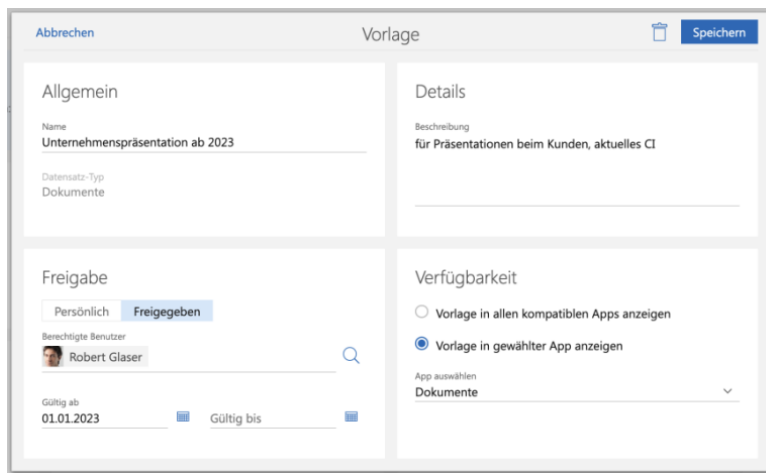 Abbrechen
Vorlage
Speichern
Allgemein
Name
Unternehmenspräsentation ab 2023
Datensatz-Typ
Dokumente
Details
Beschreibung
für Präsentationen beim Kunden, aktuelles CI
Freigabe
Persönlich Freigegeben
Berechtigte Benutzer
Robert Glaser
Gültig ab
01.01.2023
Gültig bis
Verfügbarkeit
Vorlage in allen kompatiblen Apps anzeigen
Vorlage in gewählter App anzeigen
App auswählen
Dokumente